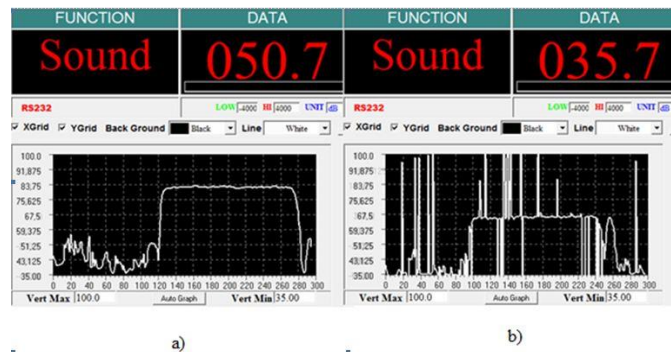 FUNCTION DATA
Sound 050.7
RS232 LOW -4000 HI 4000 UNIT dB
XGrid YGrid Back Ground Black Line White
100.0
91,875
83,75
75,625
67.5
59,375
51,125
43,125
35.00
0 20 40 60 80 100 120 140 160 180 200 220 240 260 280 300
Vert Max 100.0 Auto Graph Vert Min 35.00
a)
FUNCTION DATA
Sound 035.7
RS232 LOW -4000 HI 4000 UNIT dB
XGrid YGrid Back Ground Black Line White
100.0
91,875
83,75
75,625
67.5
59,375
51,125
43,125
35.00
0 20 40 60 80 100 120 140 160 180 200 220 240 260 280 300
Vert Max 100.0 Auto Graph Vert Min 35.00
b)